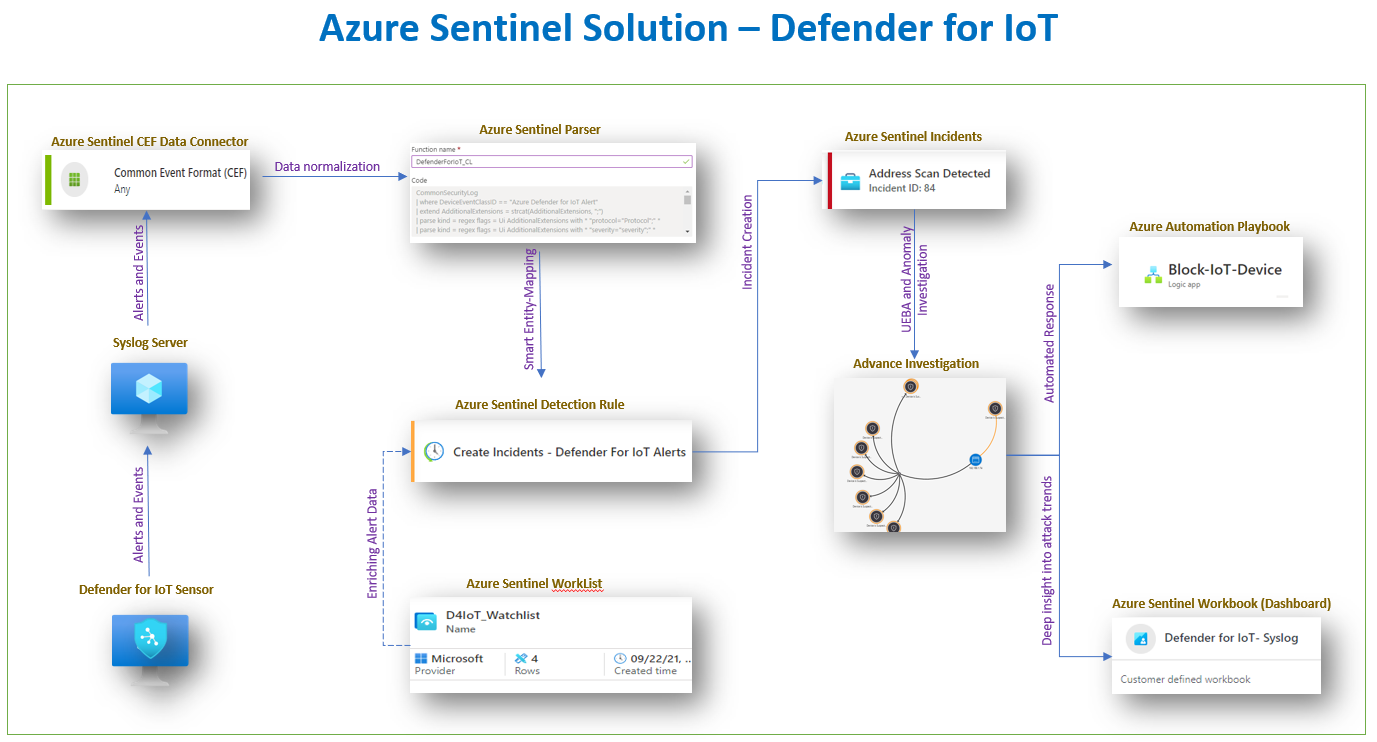 Azure Sentinel Solution – Defender for IoT
Azure Sentinel CEF Data Connector
Common Event Format (CEF)
Any
Data normalization
Azure Sentinel Parser
Function name *
DefenderForIoT_CL
Code
CommonSecurityLog
| where DeviceEventClassID == "Azure Defender for IoT Alert"
| extend AdditionalExtensions = strcat(AdditionalExtensions, ";")
| parse kind = regex flags = Ui AdditionalExtensions with * "protocol="Protocol";" *
| parse kind = regex flags = Ui AdditionalExtensions with * "severity="severity";" *
Alerts and Events
Syslog Server
Alerts and Events
Defender for IoT Sensor
Smart Entity-Mapping
Azure Sentinel Detection Rule
Create Incidents - Defender For IoT Alerts
Enriching Alert Data
Azure Sentinel WorkList
D4IoT_Watchlist
Name
Microsoft
Provider
4
Rows
09/22/21, ..
Created time
Incident Creation
Azure Sentinel Incidents
Address Scan Detected
Incident ID: 84
UEBA and Anomaly
Investigation
Advance Investigation
Automated Response
Azure Automation Playbook
Block-IoT-Device
Logic app
Deep insight into attack trends
Azure Sentinel Workbook (Dashboard)
Defender for IoT- Syslog
Customer defined workbook